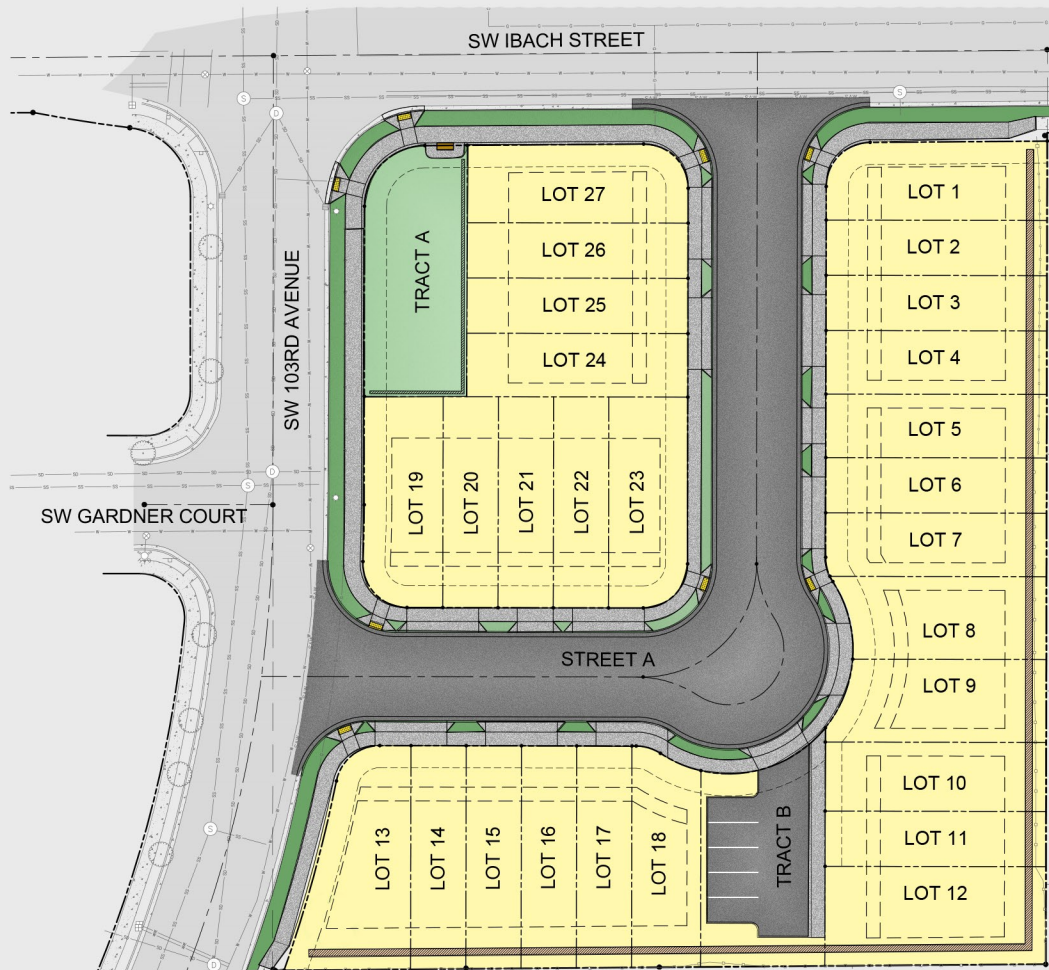 SW IBACH STREET
S
S
D
LOT 27
LOT 1
LOT 26
LOT 2
TRACT A
LOT 25
LOT 3
SW 103RD AVENUE
LOT 24
LOT 4
LOT 5
D
S
LOT 19
LOT 20
LOT 21
LOT 22
LOT 23
LOT 6
SW GARDNER COURT
LOT 7
LOT 8
STREET A
LOT 9
LOT 10
S
LOT 13
LOT 14
LOT 15
LOT 16
LOT 17
LOT 18
TRACT B
LOT 11
LOT 12
D